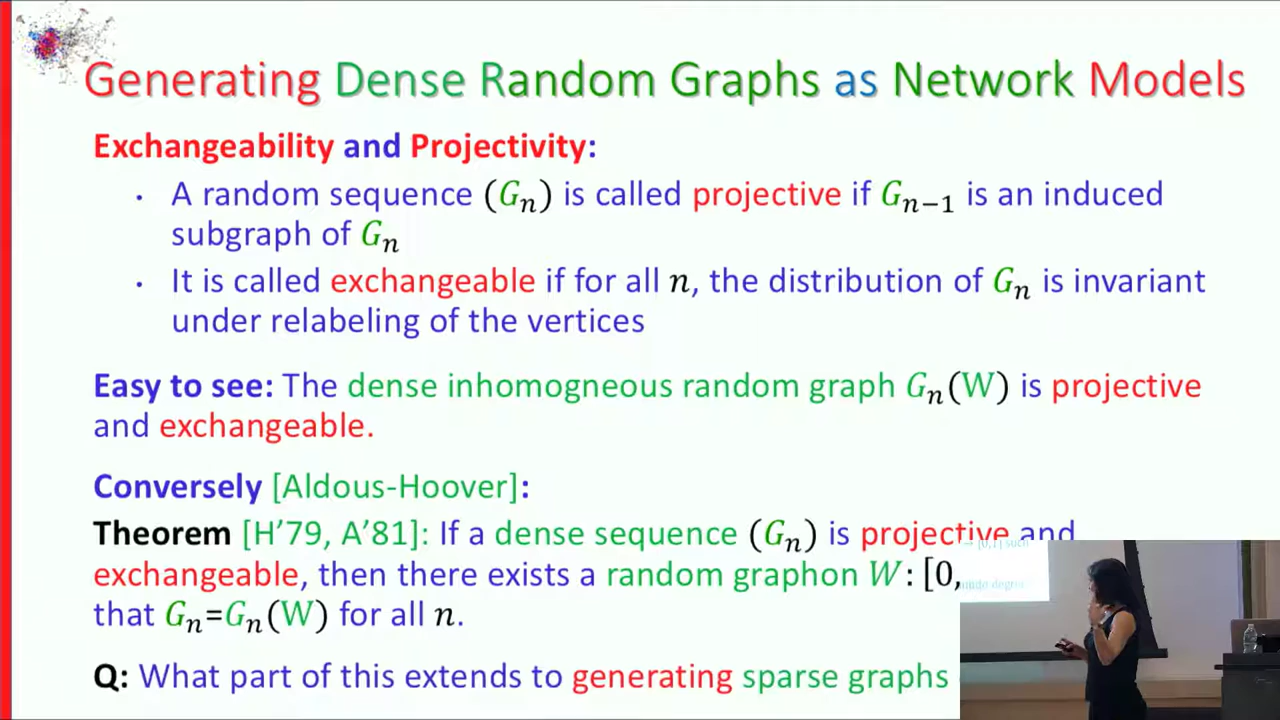 Generating Dense Random Graphs as Network Models
Exchangeability and Projectivity:
• A random sequence (Gₙ) is called projective if Gₙ₋₁ is an induced
subgraph of Gₙ
• It is called exchangeable if for all n, the distribution of Gₙ is invariant
under relabeling of the vertices
Easy to see: The dense inhomogneous random graph Gₙ(W) is projective
and exchangeable.
Conversely [Aldous-Hoover]:
Theorem [H’79, A’81]: If a dense sequence (Gₙ) is projective and
exchangeable, then there exists a random graphon W: [0,
→ [0,1] such
that Gₙ=Gₙ(W) for all n.
Q: What part of this extends to generating sparse graphs